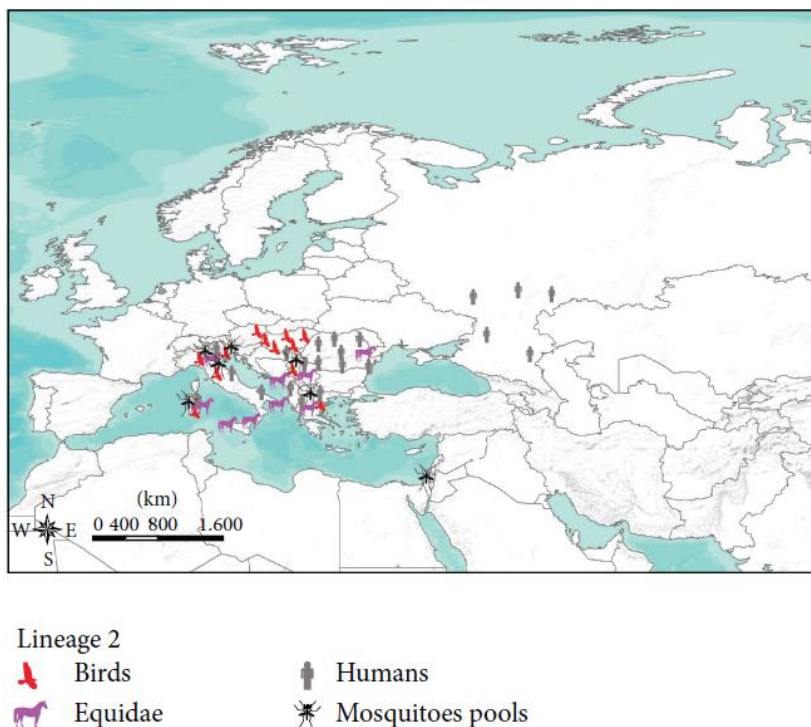 N
W E
S
(km)
0 400 800 1.600
Lineage 2
Birds Humans
Equidae Mosquitoes pools